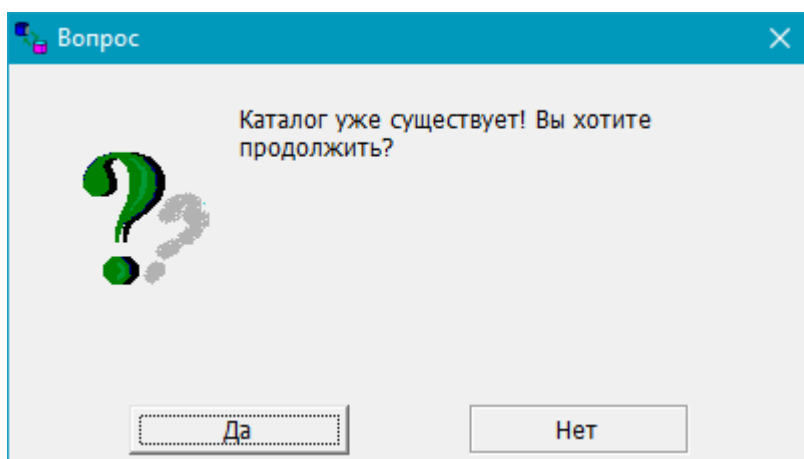 Вопрос
Каталог уже существует! Вы хотите
продолжить?
Да
Нет